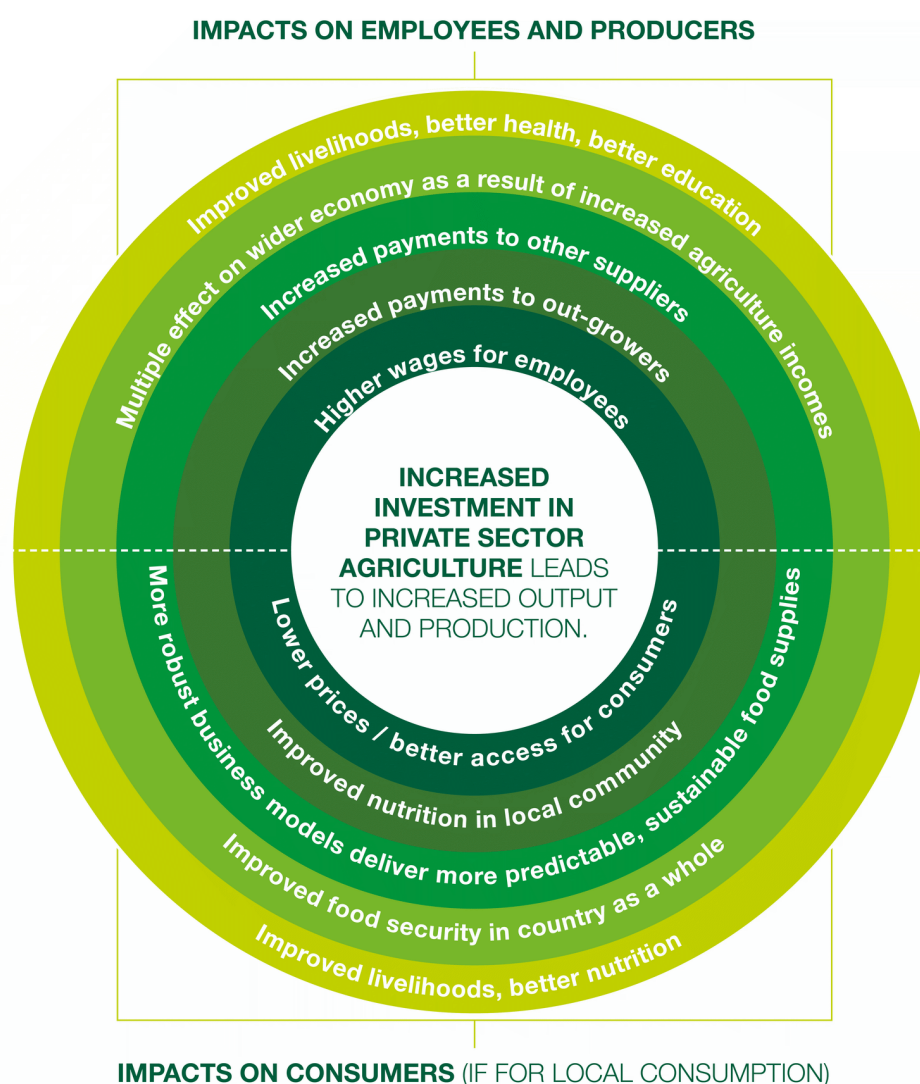 IMPACTS ON EMPLOYEES AND PRODUCERS
Improved livelihoods, better health, better education
Multiple effect on wider economy as a result of increased agriculture incomes
Increased payments to other suppliers
Increased payments to out-growers
Higher wages for employees
INCREASED
INVESTMENT IN
PRIVATE SECTOR
AGRICULTURE LEADS
TO INCREASED OUTPUT
AND PRODUCTION.
Lower prices / better access for consumers
Improved nutrition in local community
More robust business models deliver more predictable, sustainable food supplies
Improved food security in country as a whole
Improved livelihoods, better nutrition
IMPACTS ON CONSUMERS (IF FOR LOCAL CONSUMPTION)